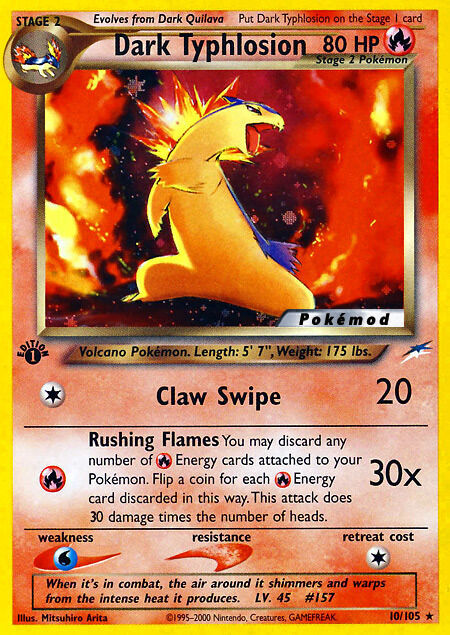 STAGE 2 Evolves from Dark Quilava Put Dark Typhlosion on the Stage 1 card
Dark Typhlosion 80 HP
Stage 2 Pokémon
Pokémod
EDITION
1
Volcano Pokémon. Length: 5' 7", Weight: 175 lbs.
Claw Swipe 20
Rushing Flames You may discard any
number of Energy cards attached to your
Pokémon. Flip a coin for each Energy
card discarded in this way. This attack does
30 damage times the number of heads.
30x
weakness resistance retreat cost
When it's in combat, the air around it shimmers and warps
from the intense heat it produces. LV. 45 #157
Illus. Mitsuhiro Arita ©1995-2000 Nintendo, Creatures, GAMEFREAK. 10/105 ★